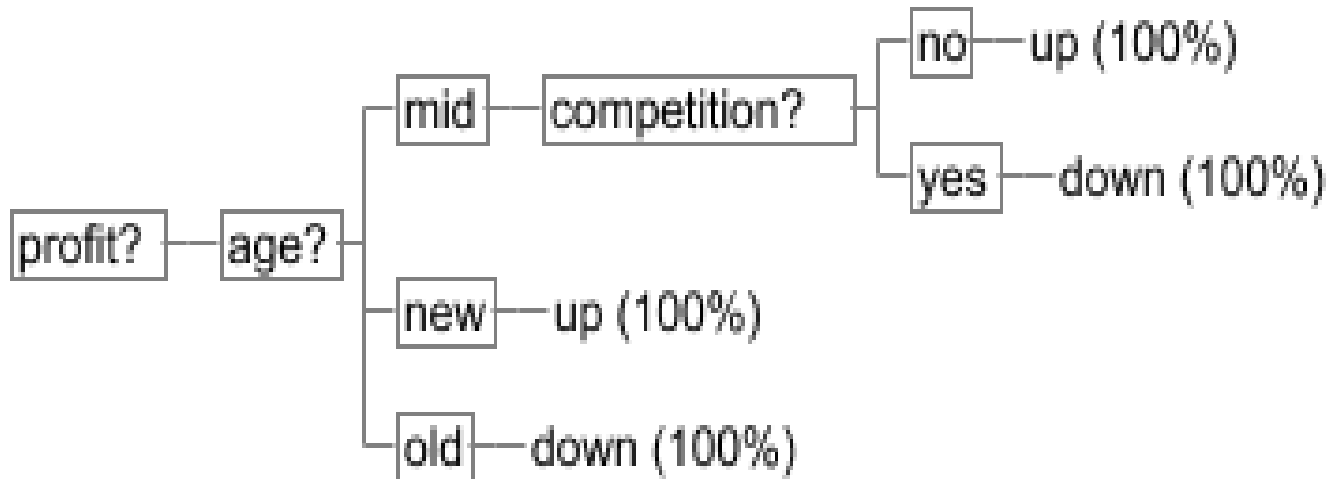 no up (100%)
mid competition?
yes down (100%)
profit? age?
new up (100%)
old down (100%)